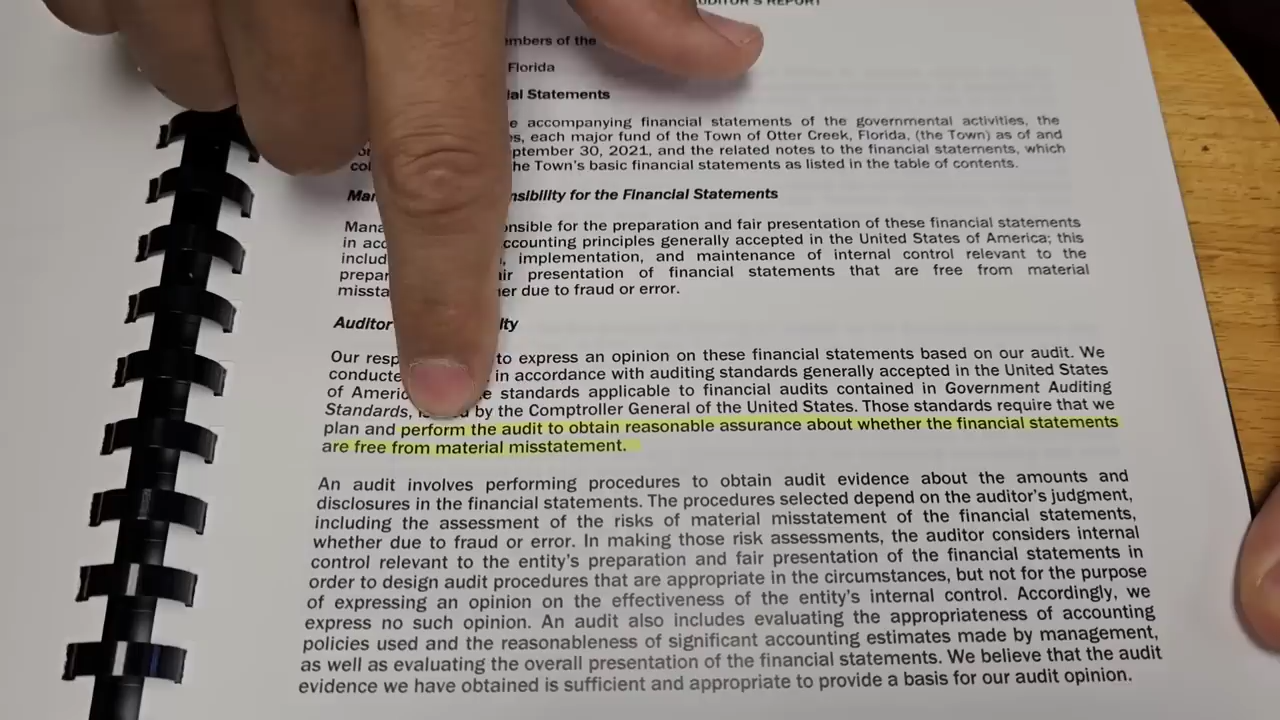 AUDITOR'S REPORT
embers of the
Florida
ial Statements
e accompanying financial statements of the governmental activities, the
s, each major fund of the Town of Otter Creek, Florida, (the Town) as of and
ptember 30, 2021, and the related notes to the financial statements, which
col he Town's basic financial statements as listed in the table of contents.
Man nsibility for the Financial Statements
Mana onsible for the preparation and fair presentation of these financial statements
in acc ccounting principles generally accepted in the United States of America; this
includ , implementation, and maintenance of internal control relevant to the
prepar ir presentation of financial statements that are free from material
missta er due to fraud or error.
Auditor lity
Our resp to express an opinion on these financial statements based on our audit. We
conducte in accordance with auditing standards generally accepted in the United States
of Americ e standards applicable to financial audits contained in Government Auditing
Standards, by the Comptroller General of the United States. Those standards require that we
plan and perform the audit to obtain reasonable assurance about whether the financial statements
are free from material misstatement.
An audit involves performing procedures to obtain audit evidence about the amounts and
disclosures in the financial statements. The procedures selected depend on the auditor's judgment,
including the assessment of the risks of material misstatement of the financial statements,
whether due to fraud or error. In making those risk assessments, the auditor considers internal
control relevant to the entity's preparation and fair presentation of the financial statements in
order to design audit procedures that are appropriate in the circumstances, but not for the purpose
of expressing an opinion on the effectiveness of the entity's internal control. Accordingly, we
express no such opinion. An audit also includes evaluating the appropriateness of accounting
policies used and the reasonableness of significant accounting estimates made by management,
as well as evaluating the overall presentation of the financial statements. We believe that the audit
evidence we have obtained is sufficient and appropriate to provide a basis for our audit opinion.